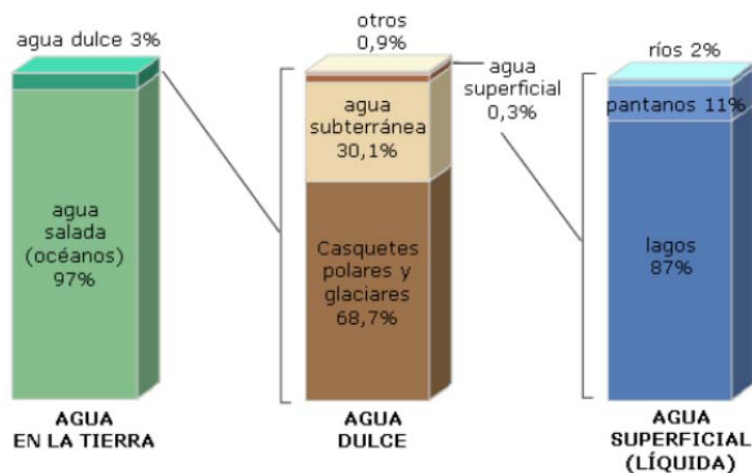 agua dulce 3%
agua
salada
(océanos)
97%
AGUA
EN LA TIERRA
otros
0,9%
agua
superficial
0,3%
agua
subterránea
30,1%
Casquetes
polares y
glaciares
68,7%
AGUA
DULCE
ríos 2%
pantanos 11%
lagos
87%
AGUA
SUPERFICIAL
(LÍQUIDA)